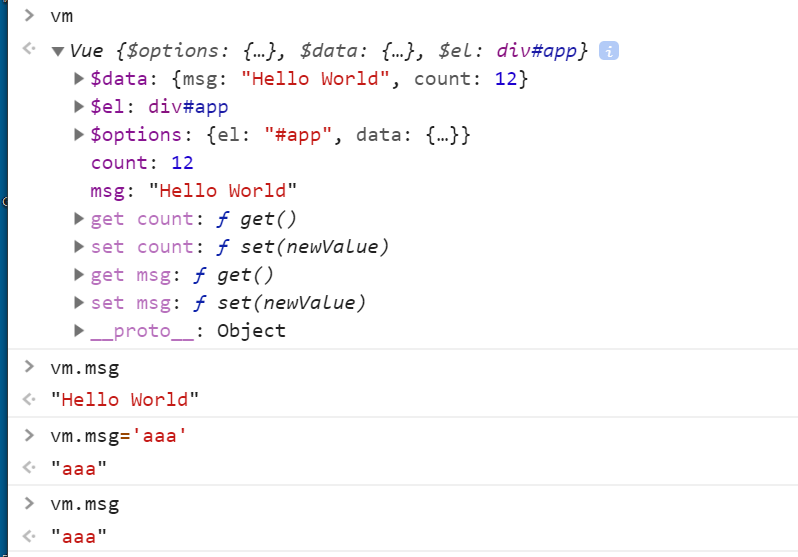 > vm
Vue {$options: {…}, $data: {…}, $el: div#app} i
$data: {msg: "Hello World", count: 12}
$el: div#app
$options: {el: "#app", data: {…}}
count: 12
msg: "Hello World"
get count: ƒ get()
set count: ƒ set(newValue)
get msg: ƒ get()
set msg: ƒ set(newValue)
__proto__: Object
> vm.msg
"Hello World"
> vm.msg='aaa'
"aaa"
> vm.msg
"aaa"